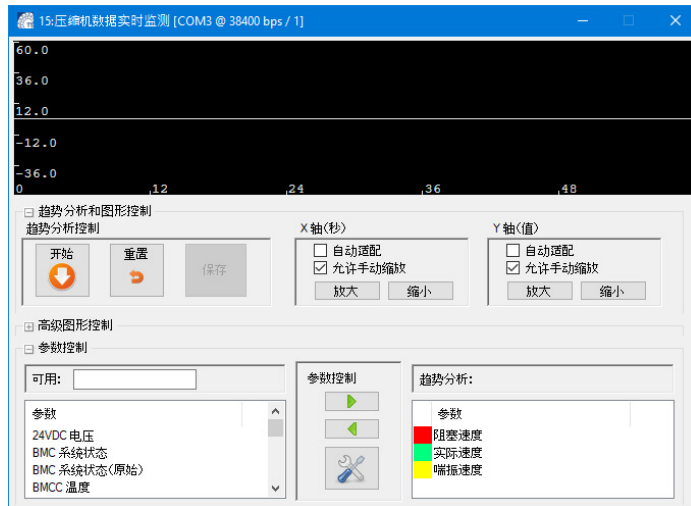 15:压缩机数据实时监测 [COM3 @ 38400 bps / 1]
60.0
36.0
12.0
-12.0
-36.0
0 12 24 36 48
趋势分析和图形控制
趋势分析控制 X 轴(秒) Y 轴(值)
开始 重置 保存
自动适配 自动适配
允许手动缩放 允许手动缩放
放大 缩小 放大 缩小
高级图形控制
参数控制
可用: 参数控制 趋势分析:
参数 参数
24VDC 电压 阻塞速度
BMC 系统状态 实际速度
BMC 系统状态(原始) 喘振速度
BMCC 温度